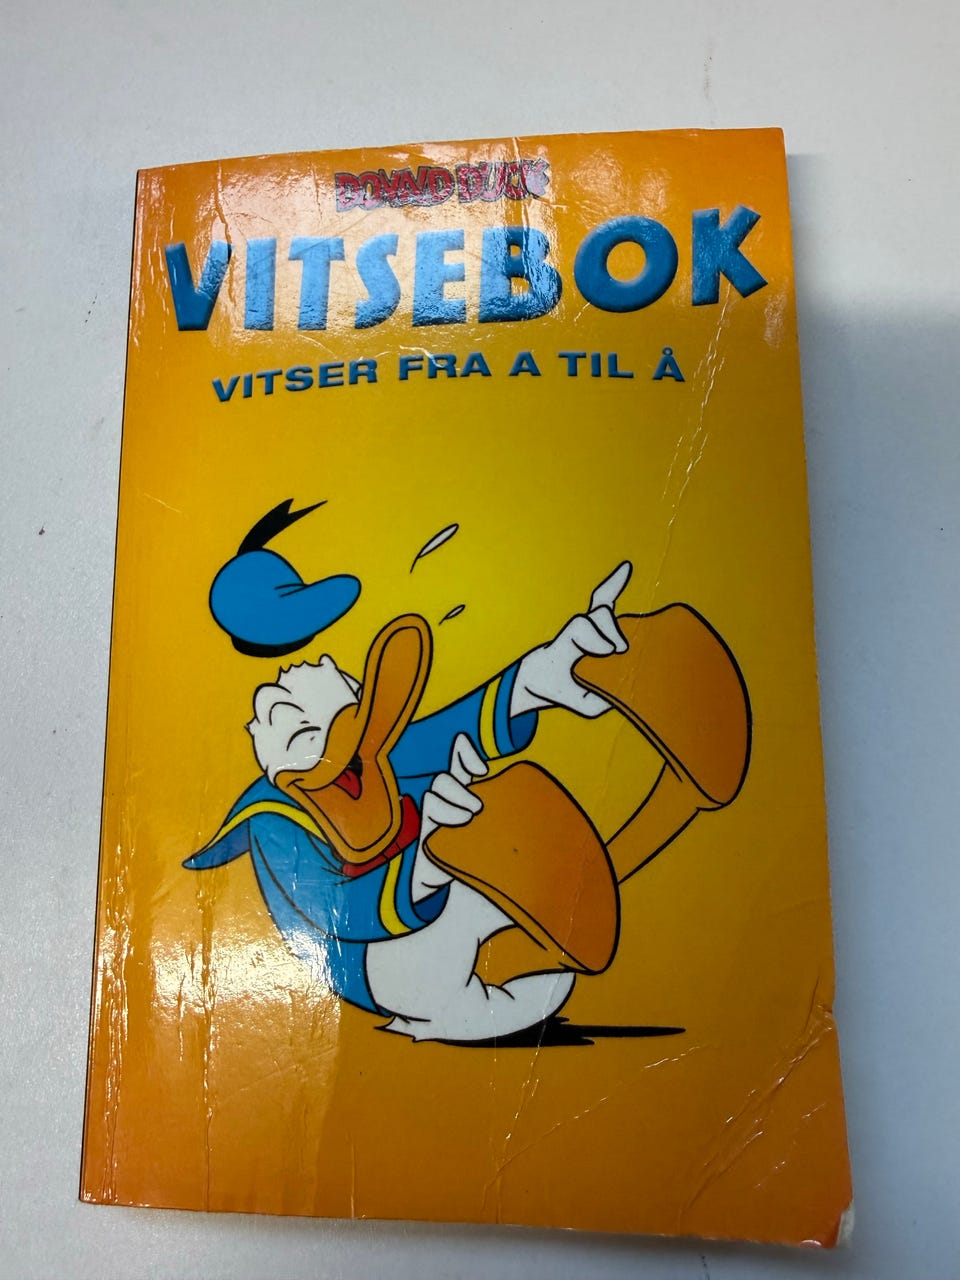 DONALD DUCK
VITSEBOK
VITSER FRA A TIL Å